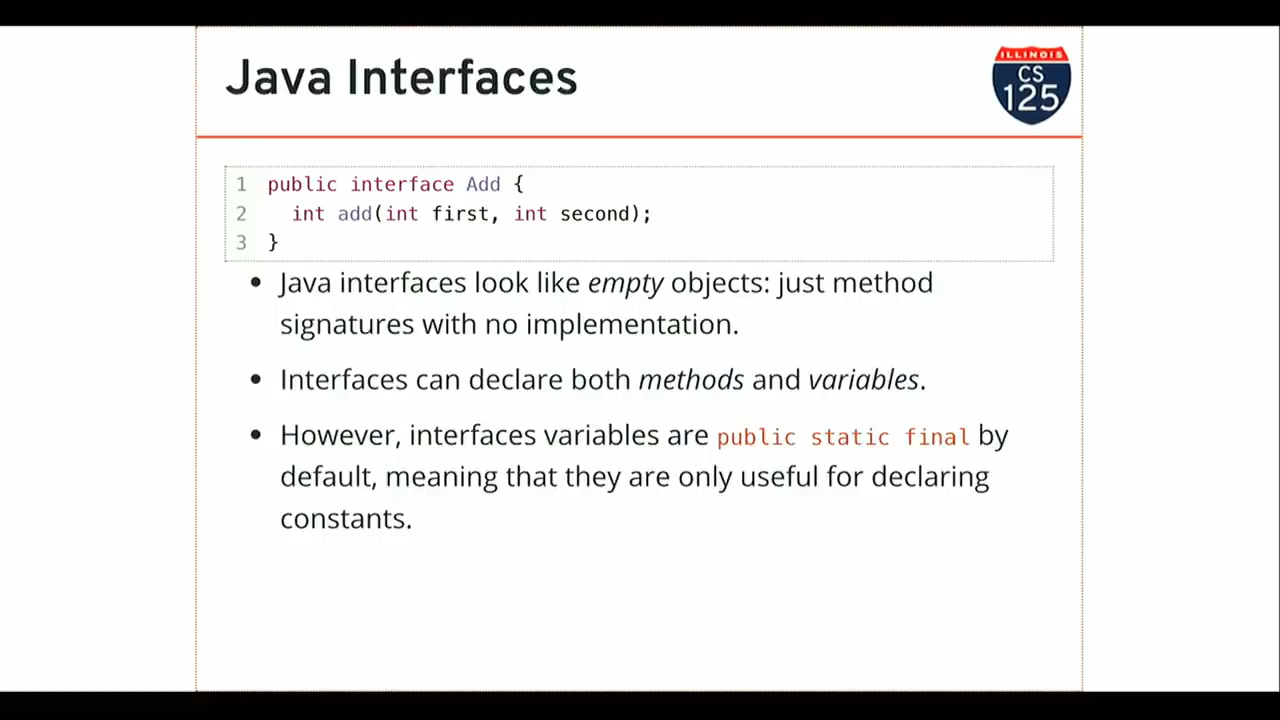 Java Interfaces
ILLINOIS
CS
125
1 public interface Add {
2   int add(int first, int second);
3 }
• Java interfaces look like empty objects: just method
signatures with no implementation.
• Interfaces can declare both methods and variables.
• However, interfaces variables are public static final by
default, meaning that they are only useful for declaring
constants.